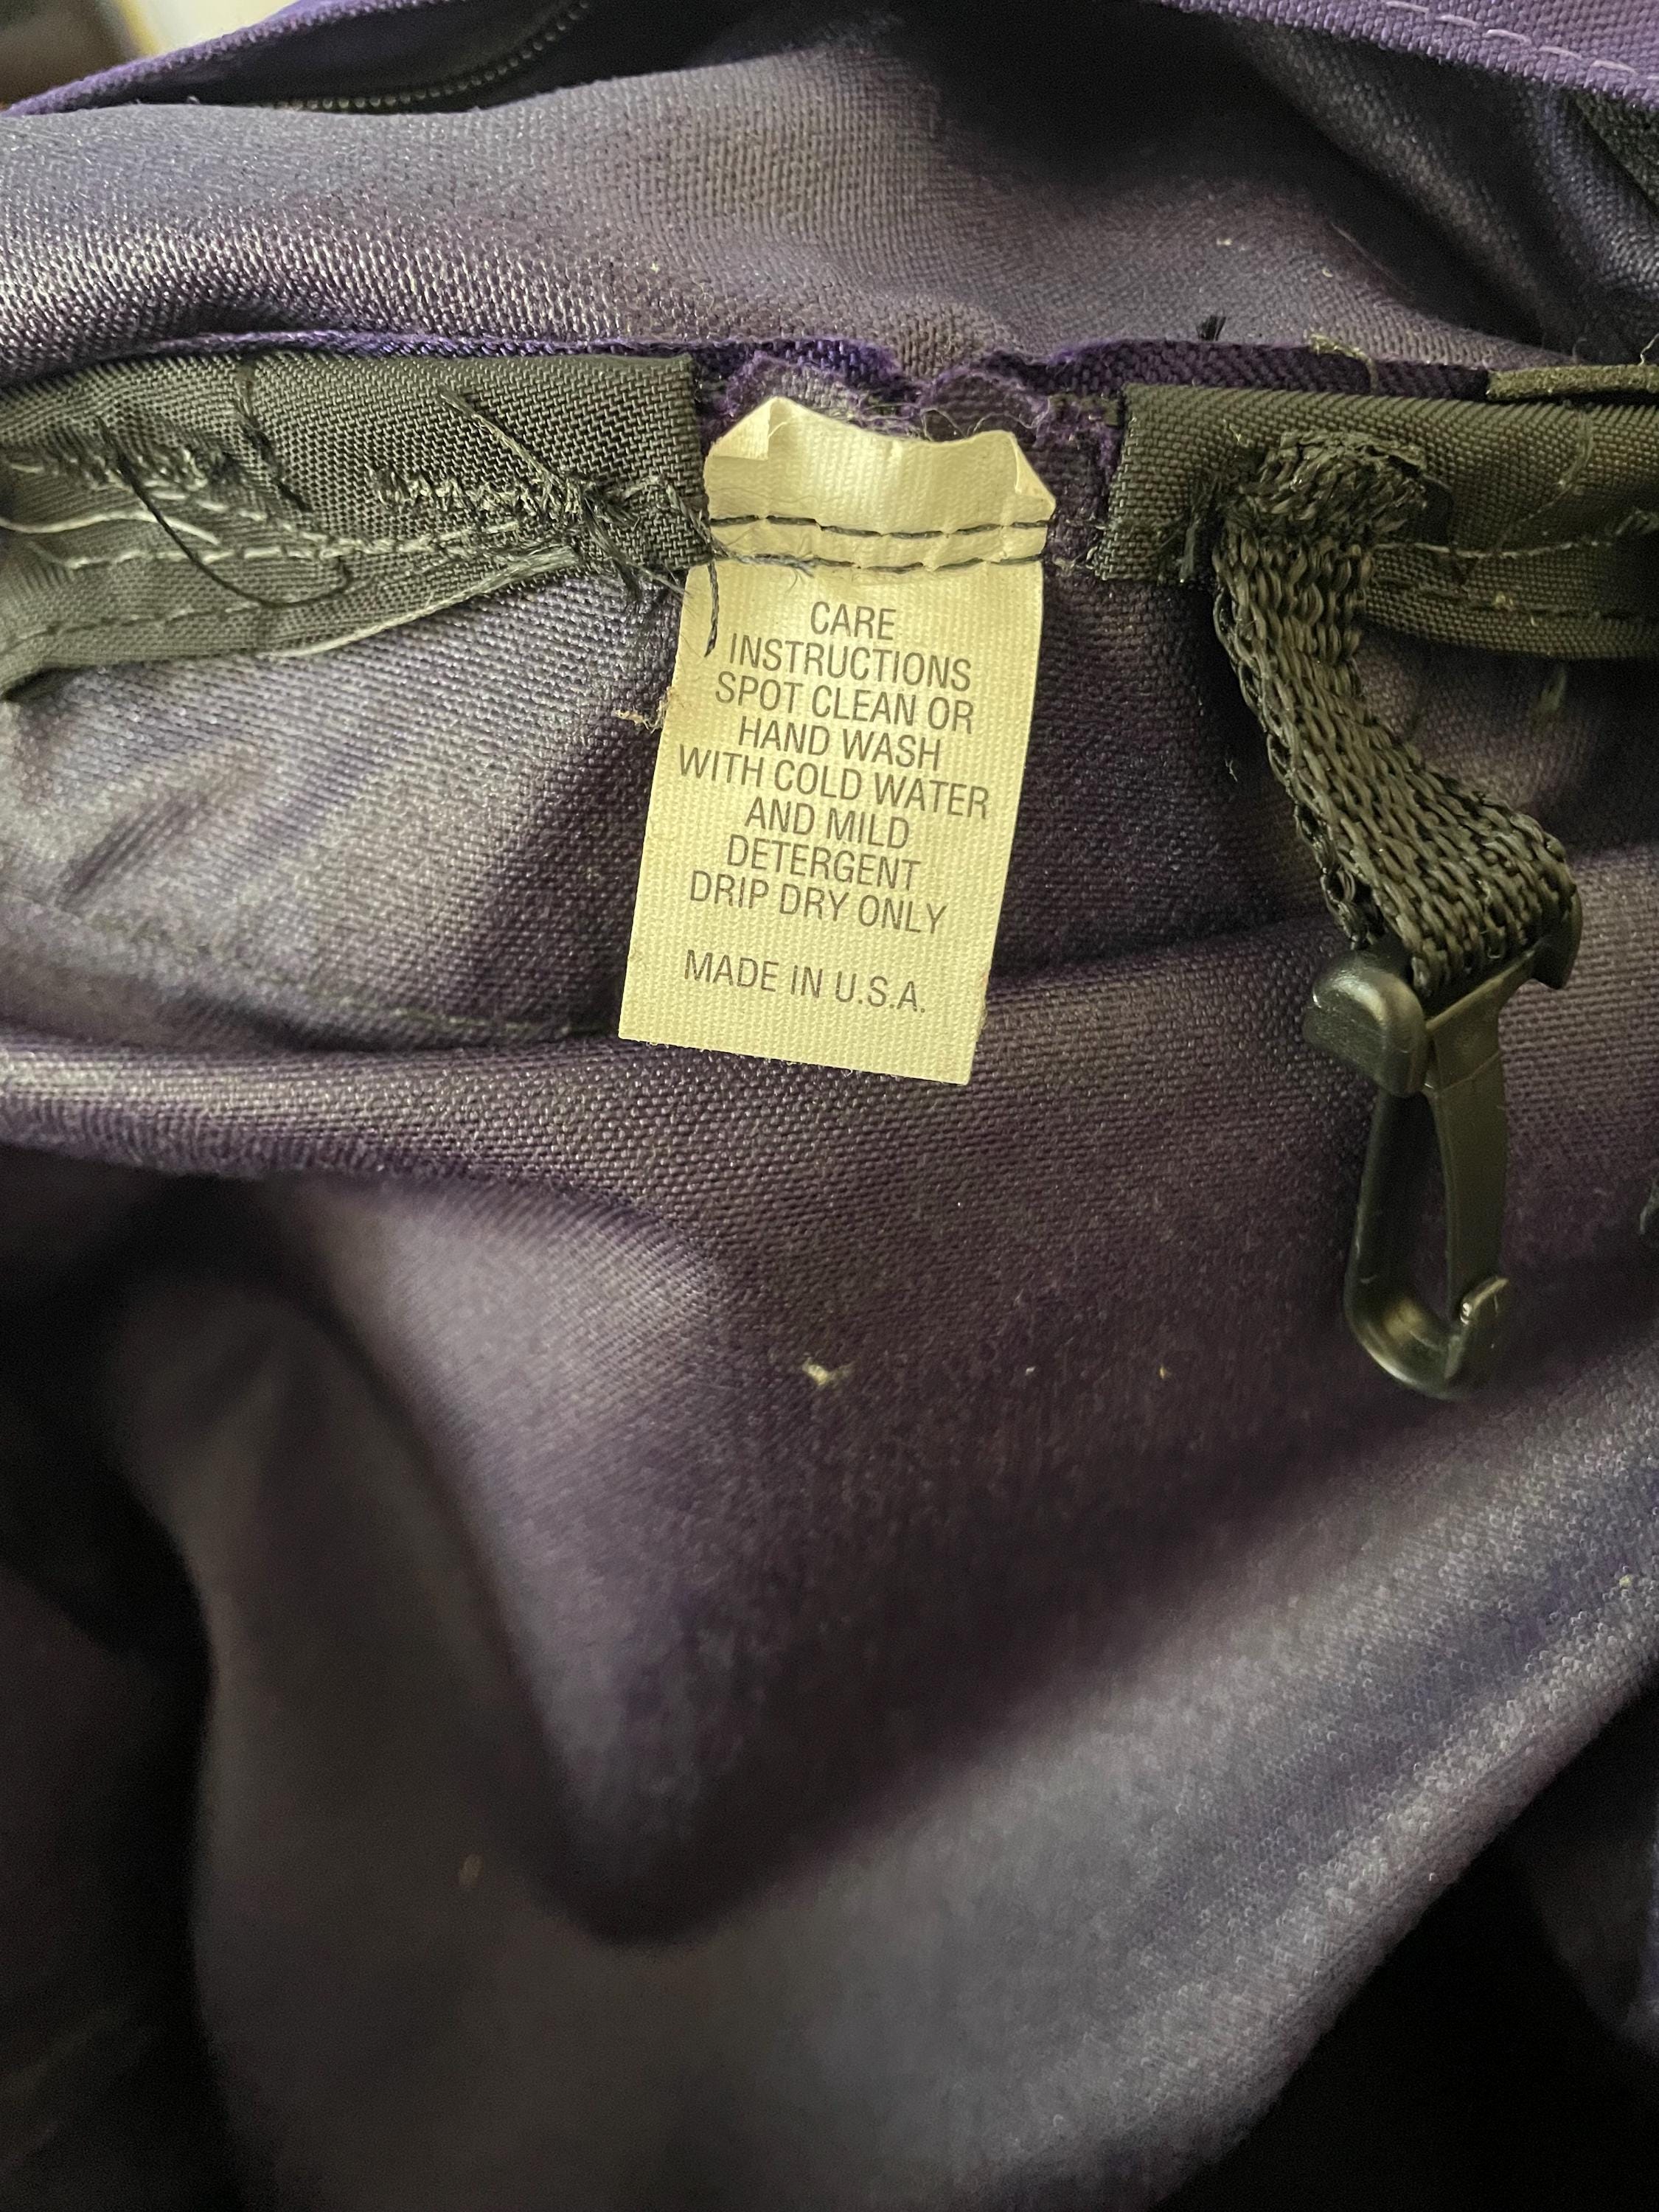 CARE
INSTRUCTIONS
SPOT CLEAN OR
HAND WASH
WITH COLD WATER
AND MILD
DETERGENT
DRIP DRY ONLY
MADE IN U.S.A.